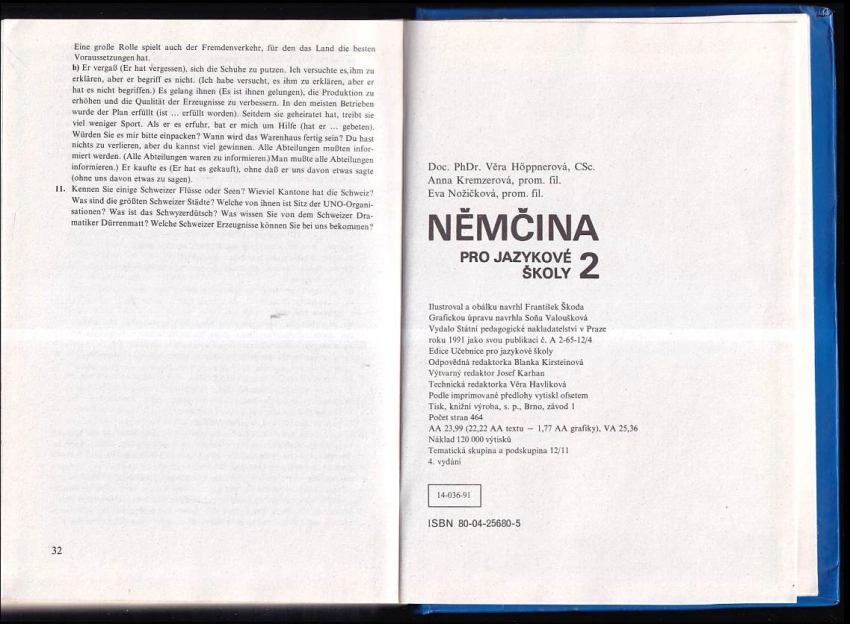 Eine große Rolle spielt auch der Fremdenverkehr, für den das Land die besten
Voraussetzungen hat.
b) Er vergaß (Er hat vergessen), sich die Schuhe zu putzen. Ich versuchte es, ihm zu
erklären, aber er begriff es nicht. (Ich habe versucht, es ihm zu erklären, aber er
hat es nicht begriffen.) Es gelang ihnen (Es ist ihnen gelungen), die Produktion zu
erhöhen und die Qualität der Erzeugnisse zu verbessern. In den meisten Betrieben
wurde der Plan erfüllt (ist ... erfüllt worden). Seitdem sie geheiratet hat, treibt sie
viel weniger Sport. Als er es erfuhr, bat er mich um Hilfe (hat er ... gebeten).
Würden Sie es mir bitte einpacken? Wann wird das Warenhaus fertig sein? Du hast
nichts zu verlieren, aber du kannst viel gewinnen. Alle Abteilungen mußten infor-
miert werden. (Alle Abteilungen waren zu informieren.) Man mußte alle Abteilungen
informieren.) Er kaufte es (Er hat es gekauft), ohne daß er uns davon etwas sagte
(ohne uns davon etwas zu sagen).
11. Kennen Sie einige Schweizer Flüsse oder Seen? Wieviel Kantone hat die Schweiz?
Was sind die größten Schweizer Städte? Welche von ihnen ist Sitz der UNO-Organi-
sationen? Was ist das Schwyzerdütsch? Was wissen Sie von dem Schweizer Dra-
matiker Dürrenmatt? Welche Schweizer Erzeugnisse können Sie bei uns bekommen?
32
Doc. PhDr. Věra Höppnerová, CSc.
Anna Kremzerová, prom. fil.
Eva Nožičková, prom. fil.
NĚMČINA
PRO JAZYKOVÉ
ŠKOLY 2
Ilustroval a obálku navrhl František Škoda
Grafickou úpravu navrhla Soňa Valoušková
Vydalo Státní pedagogické nakladatelství v Praze
roku 1991 jako svou publikaci č. A 2-65-12/4
Edice Učebnice pro jazykové školy
Odpovědná redaktorka Blanka Kirsteinová
Výtvarný redaktor Josef Karhan
Technická redaktorka Věra Havlíková
Podle imprimované předlohy vytiskl ofsetem
Tisk, knižní výroba, s. p., Brno, závod 1
Počet stran 464
AA 23,99 (22,22 AA textu — 1,77 AA grafiky), VA 25,36
Náklad 120 000 výtisků
Tematická skupina a podskupina 12/11
4. vydání
14-036-91
ISBN 80-04-25680-5